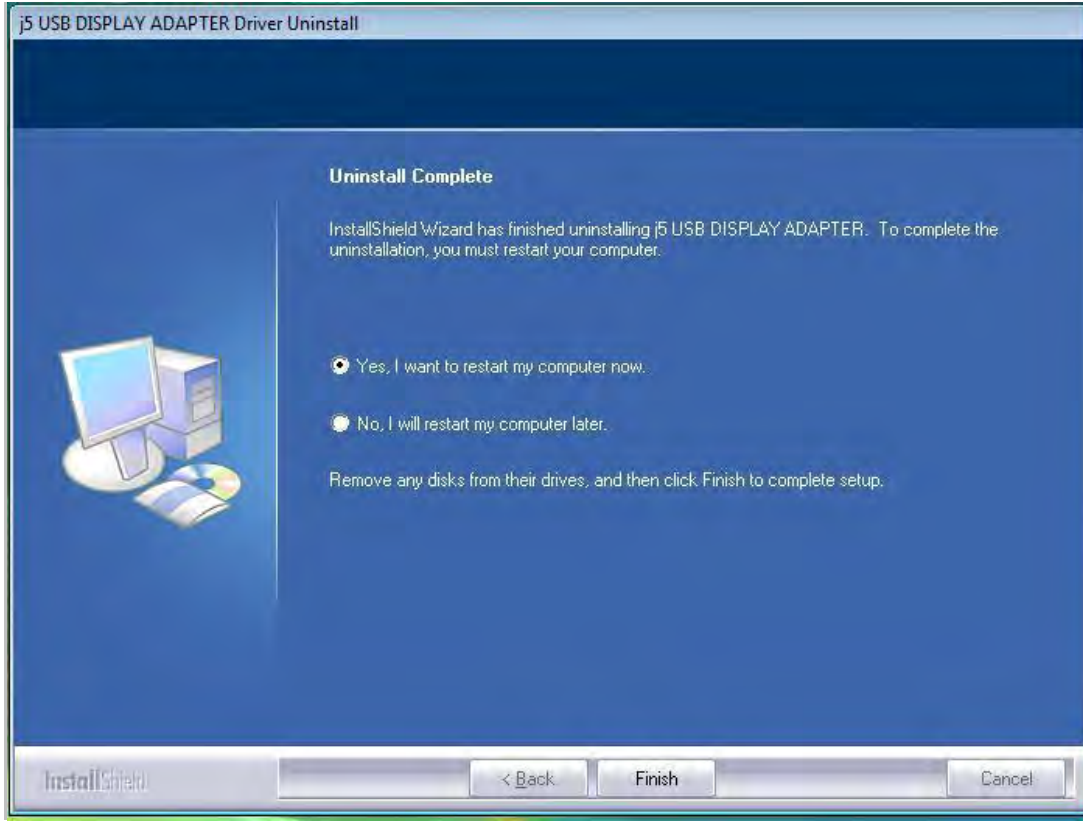 j5 USB DISPLAY ADAPTER Driver Uninstall
Uninstall Complete
InstallShield Wizard has finished uninstalling j5 USB DISPLAY ADAPTER.  To complete the
uninstallation, you must restart your computer.
Yes, I want to restart my computer now.
No, I will restart my computer later.
Remove any disks from their drives, and then click Finish to complete setup.
InstallShield
< Back
Finish
Cancel